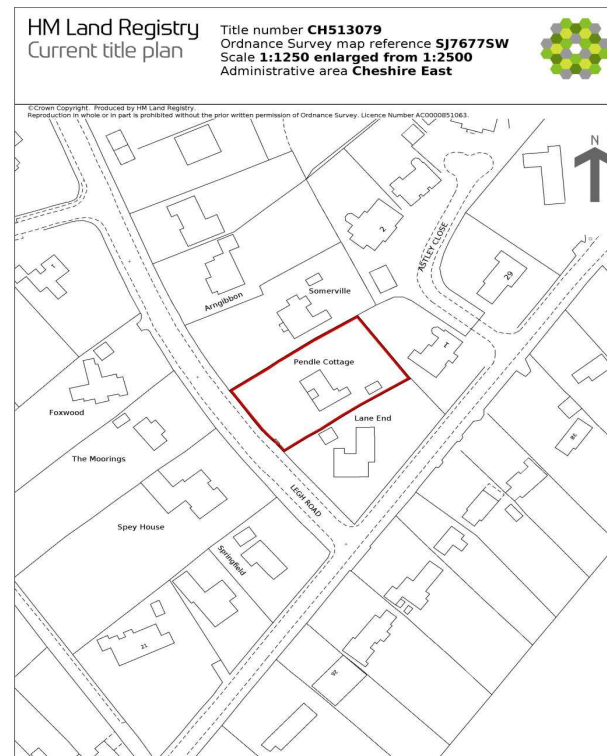 HM Land Registry
Current title plan
Title number CH513079
Ordnance Survey map reference SJ7677SW
Scale 1:1250 enlarged from 1:2500
Administrative area Cheshire East
©Crown Copyright. Produced by HM Land Registry.
Reproduction in whole or in part is prohibited without the prior written permission of Ordnance Survey. Licence Number AC0000851063.
N
2
ASTLEY CLOSE
1
29
Somerville
Arngibbon
Pendle Cottage
1
Foxwood
Lane End
The Moorings
LEGH ROAD
Spey House
Springfield
21